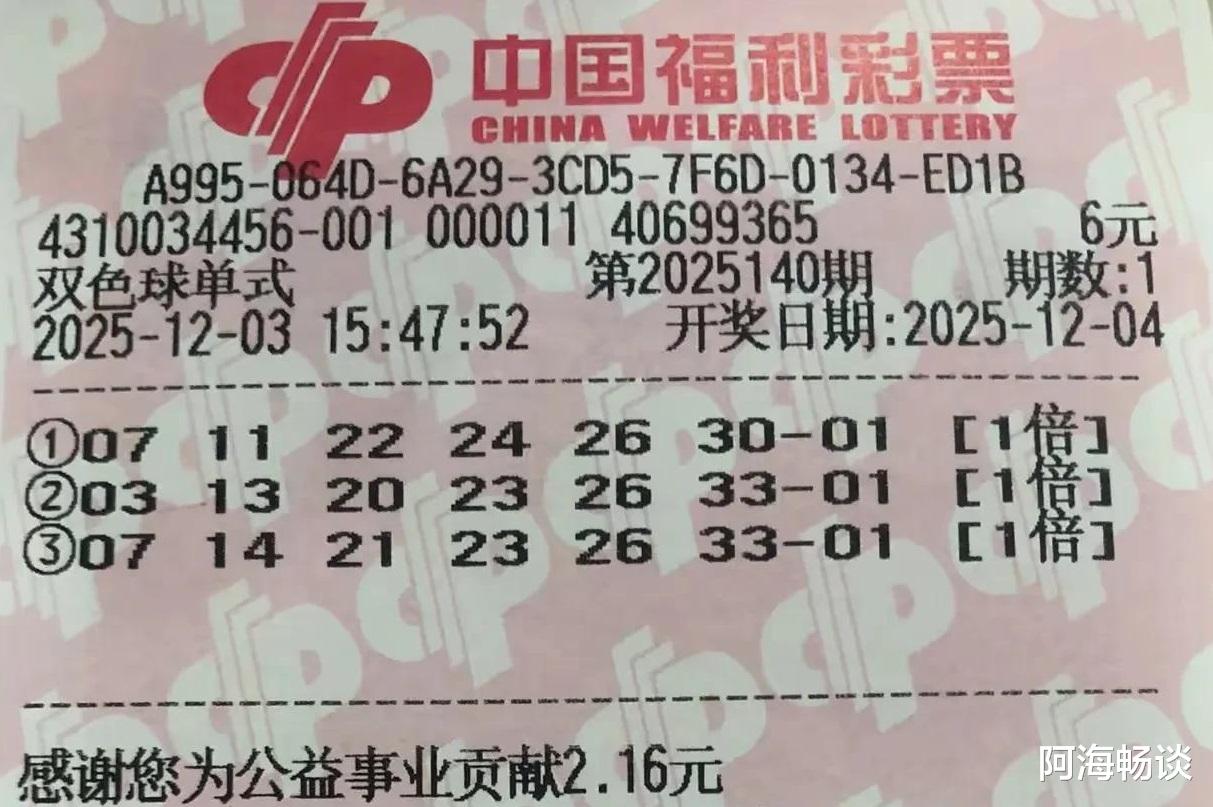 中国福利彩票
CHINA WELFARE LOTTERY
A995-064D-6A29-3CD5-7F6D-0134-ED1B
4310034456-001 000011 40699365 6元
双色球单式 第2025140期 期数:1
2025-12-03 15:47:52 开奖日期:2025-12-04
①07 11 22 24 26 30-01 [1倍]
②03 13 20 23 26 33-01 [1倍]
③07 14 21 23 26 33-01 [1倍]
感谢您为公益事业贡献2.16元
阿海畅谈